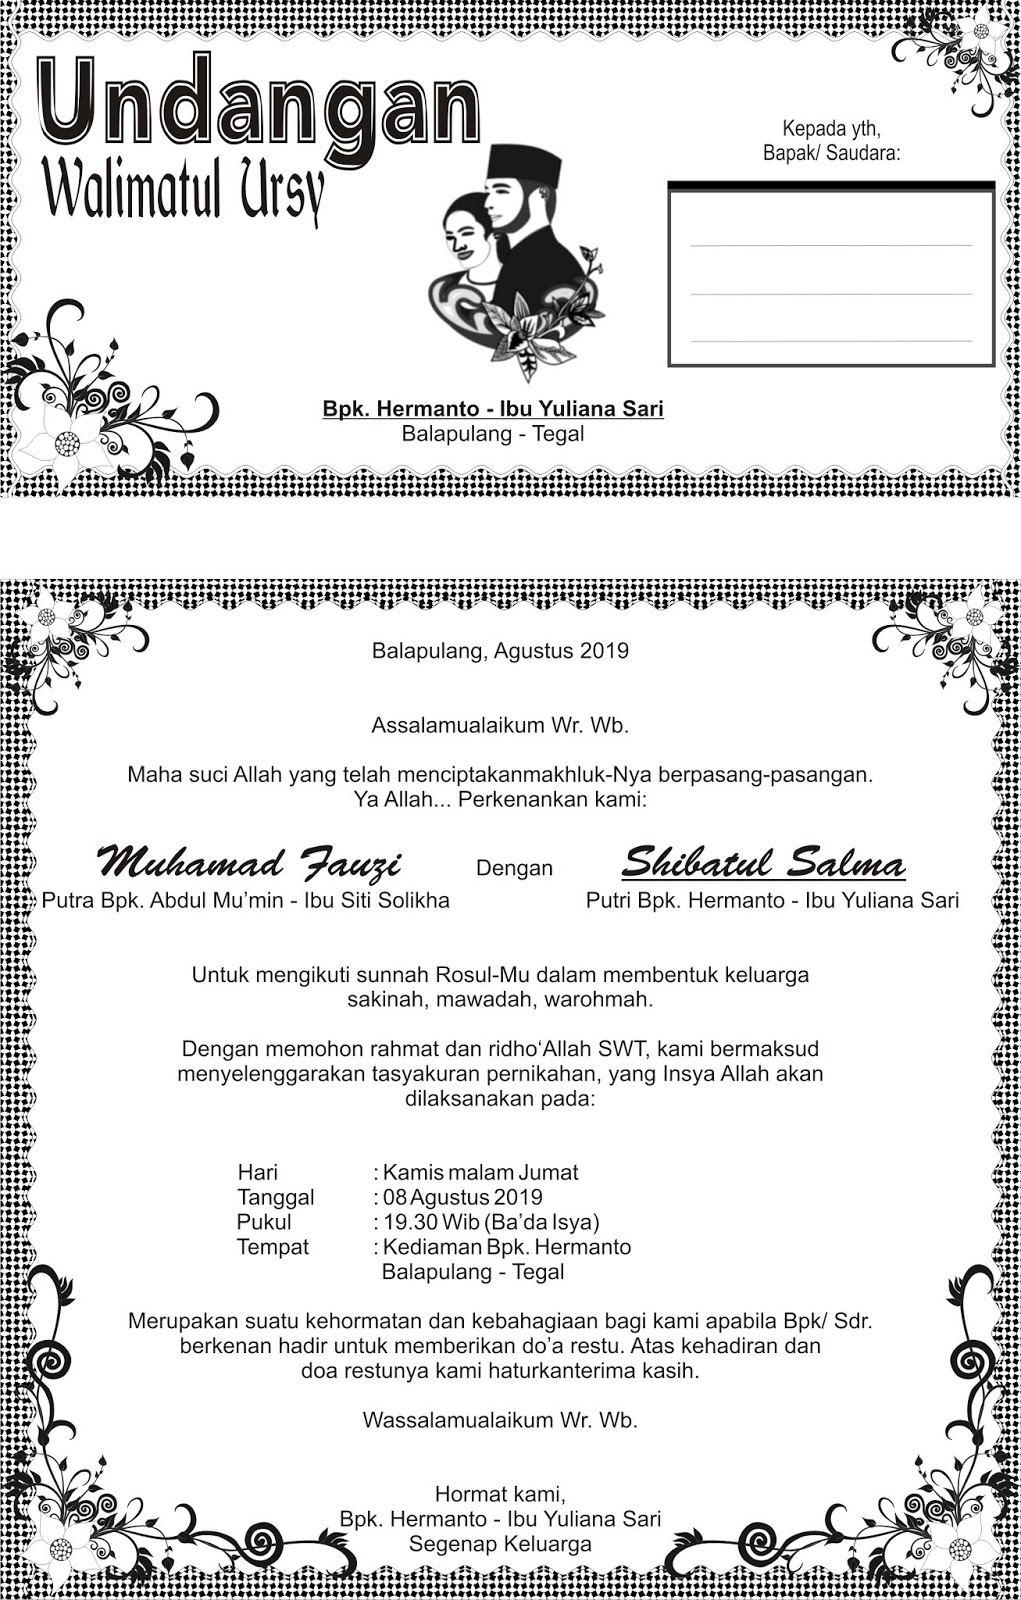 Undangan
Walimatul Ursy
Kepada yth,
Bapak/ Saudara:
Bpk. Hermanto - Ibu Yuliana Sari
Balapulang - Tegal
Balapulang, Agustus 2019
Assalamualaikum Wr. Wb.
Maha suci Allah yang telah menciptakanmakhluk-Nya berpasang-pasangan.
Ya Allah... Perkenankan kami:
Muhamad Fauzi Dengan Shibatul Salma
Putra Bpk. Abdul Mu’min - Ibu Siti Solikha Putri Bpk. Hermanto - Ibu Yuliana Sari
Untuk mengikuti sunnah Rosul-Mu dalam membentuk keluarga
sakinah, mawadah, warohmah.
Dengan memohon rahmat dan ridho‘Allah SWT, kami bermaksud
menyelenggarakan tasyakuran pernikahan, yang Insya Allah akan
dilaksanakan pada:
Hari : Kamis malam Jumat
Tanggal : 08 Agustus 2019
Pukul : 19.30 Wib (Ba’da Isya)
Tempat : Kediaman Bpk. Hermanto
Balapulang - Tegal
Merupakan suatu kehormatan dan kebahagiaan bagi kami apabila Bpk/ Sdr.
berkenan hadir untuk memberikan do’a restu. Atas kehadiran dan
doa restunya kami haturkanterima kasih.
Wassalamualaikum Wr. Wb.
Hormat kami,
Bpk. Hermanto - Ibu Yuliana Sari
Segenap Keluarga